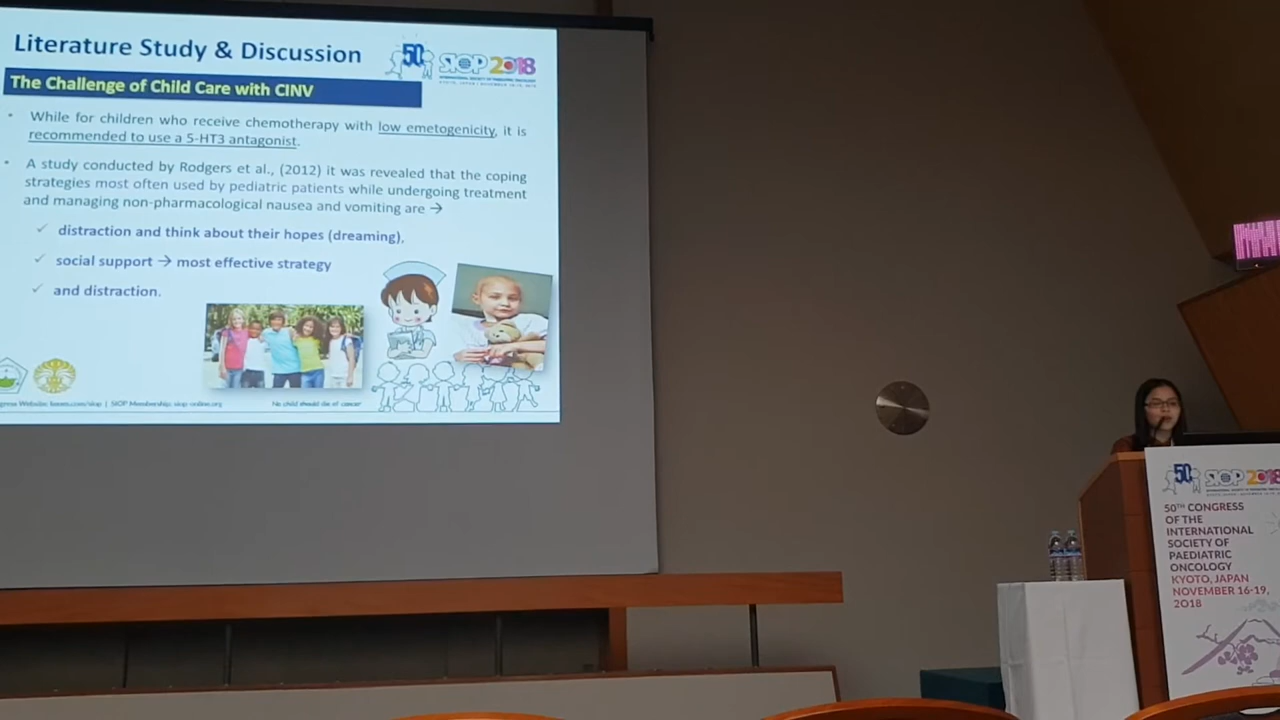 Literature Study & Discussion
50
SIOP 2018
The Challenge of Child Care with CINV
• While for children who receive chemotherapy with low emetogenicity, it is
recommended to use a 5-HT3 antagonist.
• A study conducted by Rodgers et al., (2012) it was revealed that the coping
strategies most often used by pediatric patients while undergoing treatment
and managing non-pharmacological nausea and vomiting are →
✓ distraction and think about their hopes (dreaming),
✓ social support → most effective strategy
✓ and distraction.
Website: kenes.com/siop | SIOP Membership: siop-online.org
No child should die of cancer
50
SIOP 2018
50TH CONGRESS
OF THE
INTERNATIONAL
SOCIETY OF
PAEDIATRIC
ONCOLOGY
KYOTO, JAPAN
NOVEMBER 16-19,
2018